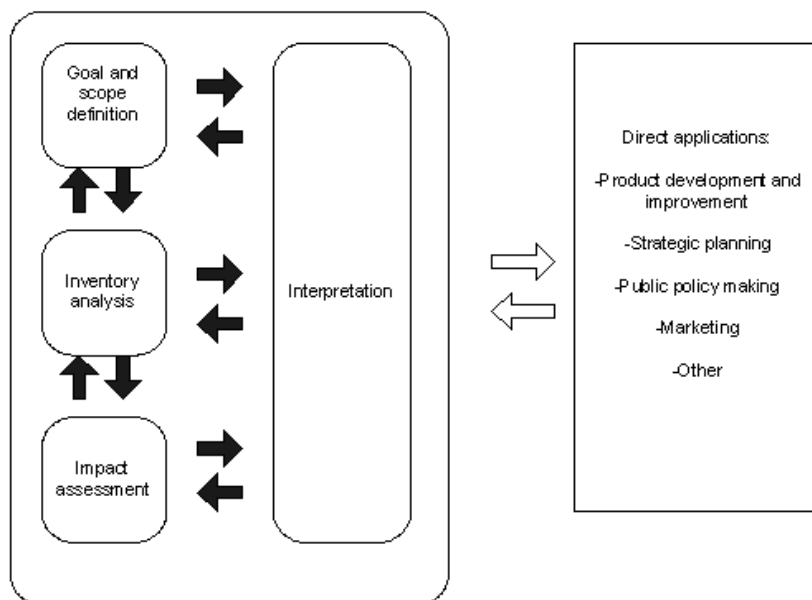 Goal and
scope
definition
Inventory
analysis
Impact
assessment
Interpretation
Direct applications:
-Product development and
improvement
-Strategic planning
-Public policy making
-Marketing
-Other